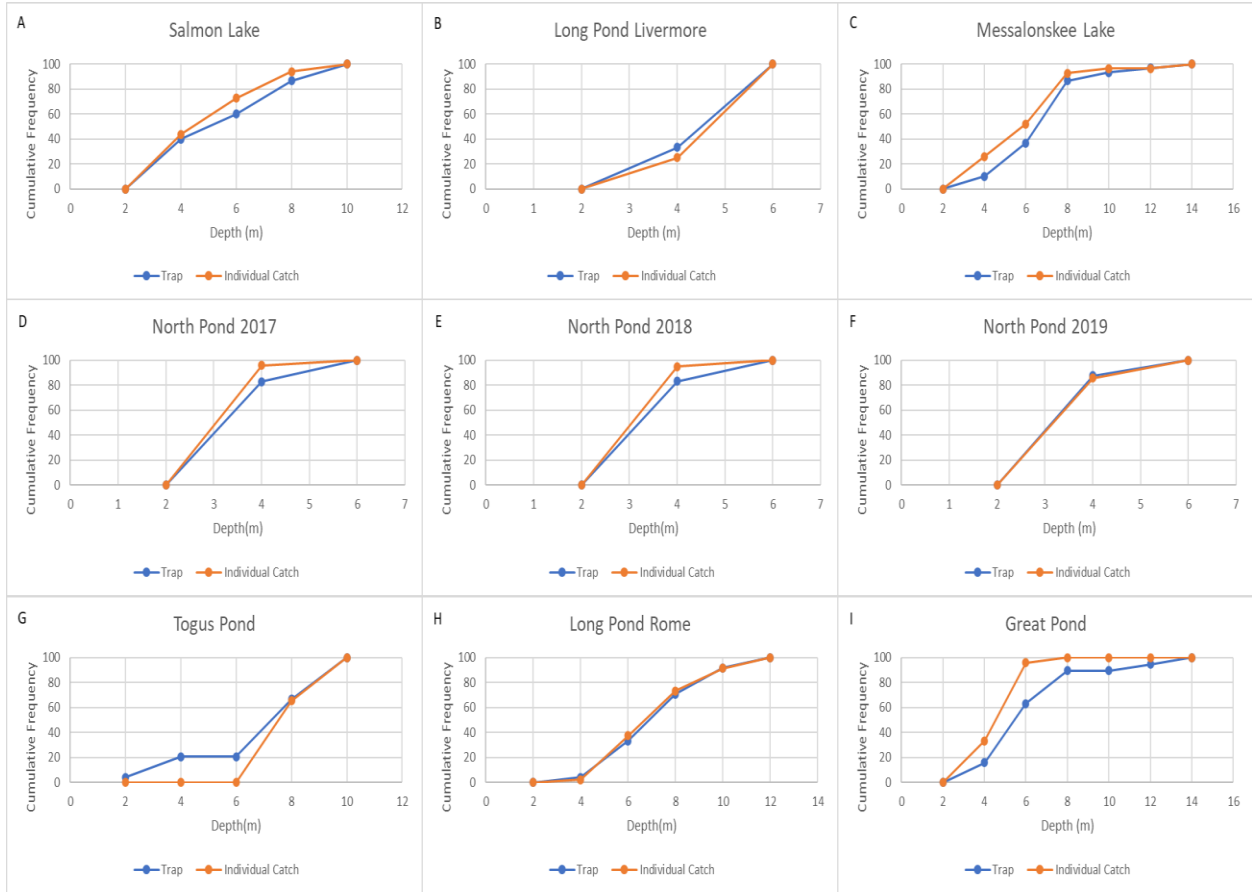 A
Salmon Lake
Cumulative Frequency
100
80
60
40
20
0
0 2 4 6 8 10 12
Depth (m)
Trap Individual Catch
B
Long Pond Livermore
Cumulative Frequency
100
80
60
40
20
0
0 1 2 3 4 5 6 7
Depth (m)
Trap Individual Catch
C
Messalonskee Lake
Cumulative Frequency
100
80
60
40
20
0
0 2 4 6 8 10 12 14 16
Depth(m)
Trap Individual Catch
D
North Pond 2017
Cumulative Frequency
100
80
60
40
20
0
0 1 2 3 4 5 6 7
Depth(m)
Trap Individual Catch
E
North Pond 2018
Cumulative Frequency
100
80
60
40
20
0
0 1 2 3 4 5 6 7
Depth(m)
Trap Individual Catch
F
North Pond 2019
Cumulative Frequency
100
80
60
40
20
0
0 1 2 3 4 5 6 7
Depth (m)
Trap Individual Catch
G
Togus Pond
Cumulative Frequency
100
80
60
40
20
0
0 2 4 6 8 10 12
Depth(m)
Trap Individual Catch
H
Long Pond Rome
Cumulative Frequency
100
80
60
40
20
0
0 2 4 6 8 10 12 14
Depth(m)
Trap Individual Catch
I
Great Pond
Cumulative Frequency
100
80
60
40
20
0
0 2 4 6 8 10 12 14 16
Depth (m)
Trap Individual Catch